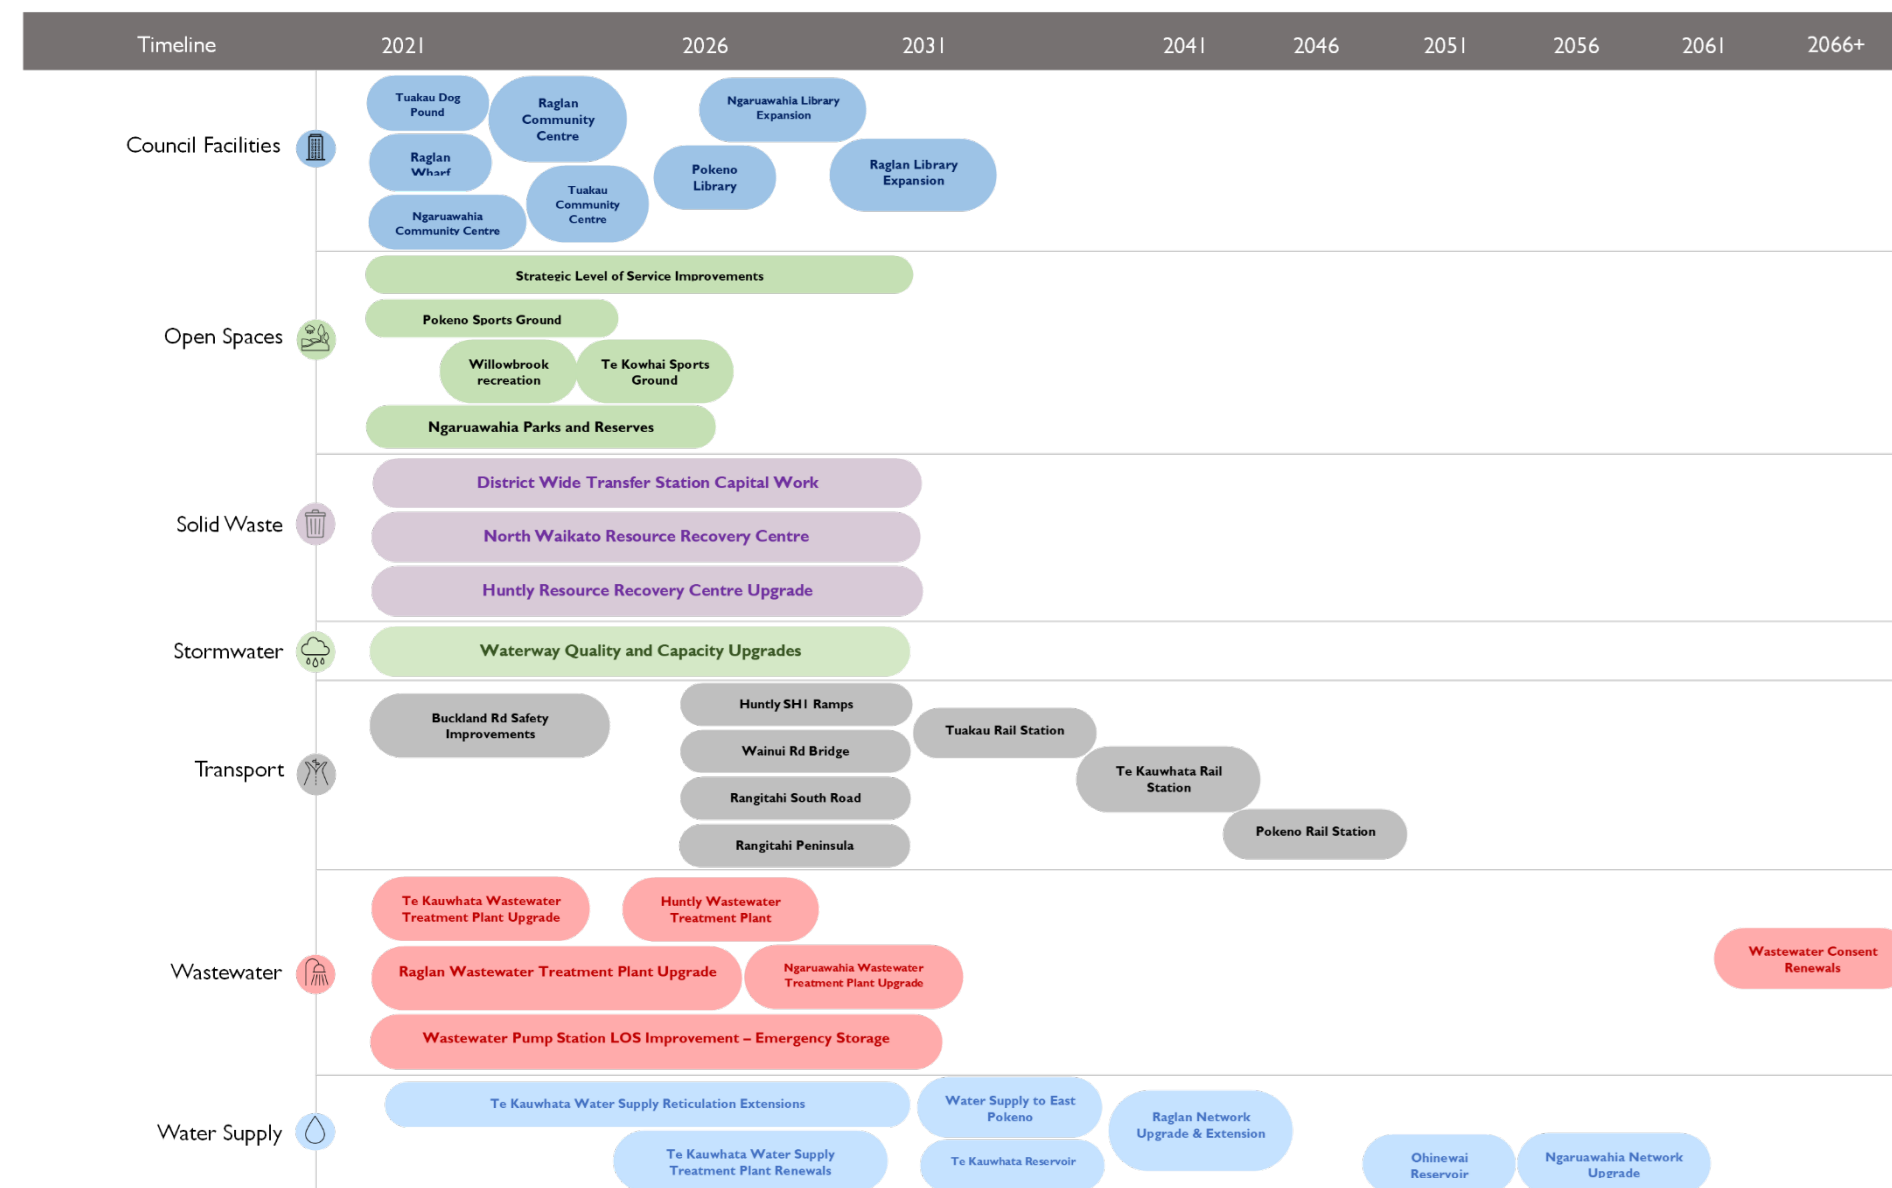 Timeline 2021 2026 2031 2041 2046 2051 2056 2061 2066+
Council Facilities
Tuakau Dog
Pound
Raglan
Community
Centre
Ngaruawahia Library
Expansion
Raglan
Wharf
Pokeno
Library
Raglan Library
Expansion
Ngaruawahia
Community Centre
Tuakau
Community
Centre
Open Spaces
Strategic Level of Service Improvements
Pokeno Sports Ground
Willowbrook
recreation
Te Kowhai Sports
Ground
Ngaruawahia Parks and Reserves
Solid Waste
District Wide Transfer Station Capital Work
North Waikato Resource Recovery Centre
Huntly Resource Recovery Centre Upgrade
Stormwater
Waterway Quality and Capacity Upgrades
Transport
Buckland Rd Safety
Improvements
Huntly SH1 Ramps
Wainui Rd Bridge
Rangitahi South Road
Rangitahi Peninsula
Tuakau Rail Station
Te Kauwhata Rail
Station
Pokeno Rail Station
Wastewater
Te Kauwhata Wastewater
Treatment Plant Upgrade
Huntly Wastewater
Treatment Plant
Raglan Wastewater Treatment Plant Upgrade
Ngaruawahia Wastewater
Treatment Plant Upgrade
Wastewater Consent
Renewals
Wastewater Pump Station LOS Improvement – Emergency Storage
Water Supply
Te Kauwhata Water Supply Reticulation Extensions
Te Kauwhata Water Supply
Treatment Plant Renewals
Water Supply to East
Pokeno
Te Kauwhata Reservoir
Raglan Network
Upgrade & Extension
Ohinewai
Reservoir
Ngaruawahia Network
Upgrade